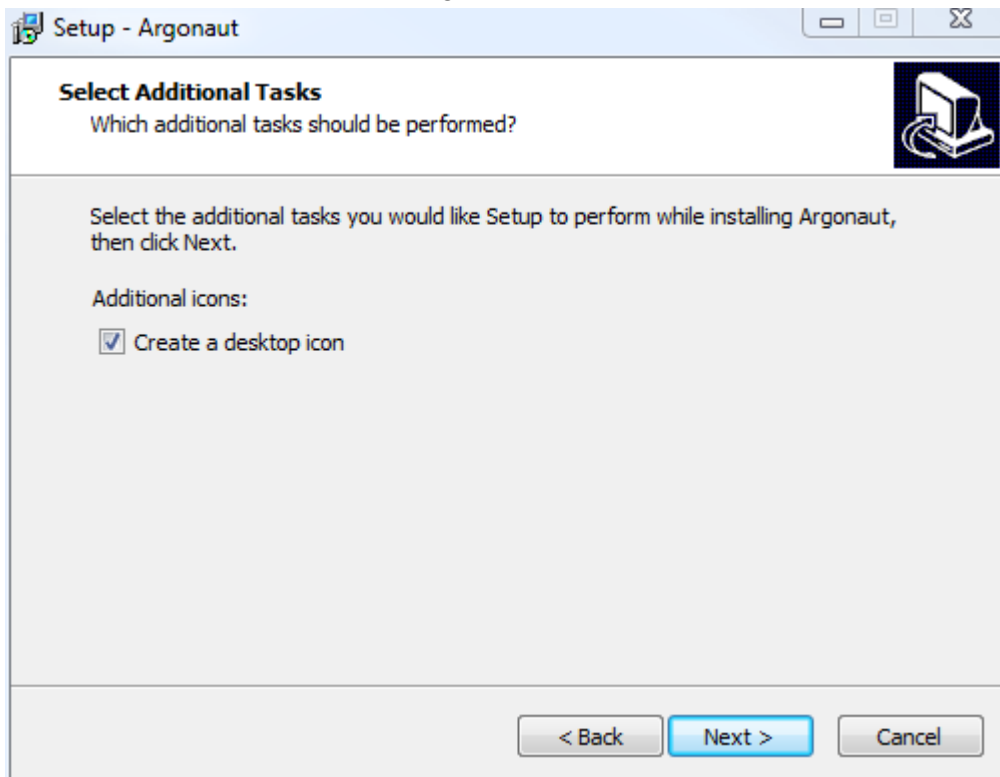 Setup - Argonaut
Select Additional Tasks
Which additional tasks should be performed?
Select the additional tasks you would like Setup to perform while installing Argonaut,
then click Next.
Additional icons:
Create a desktop icon
< Back
Next >
Cancel